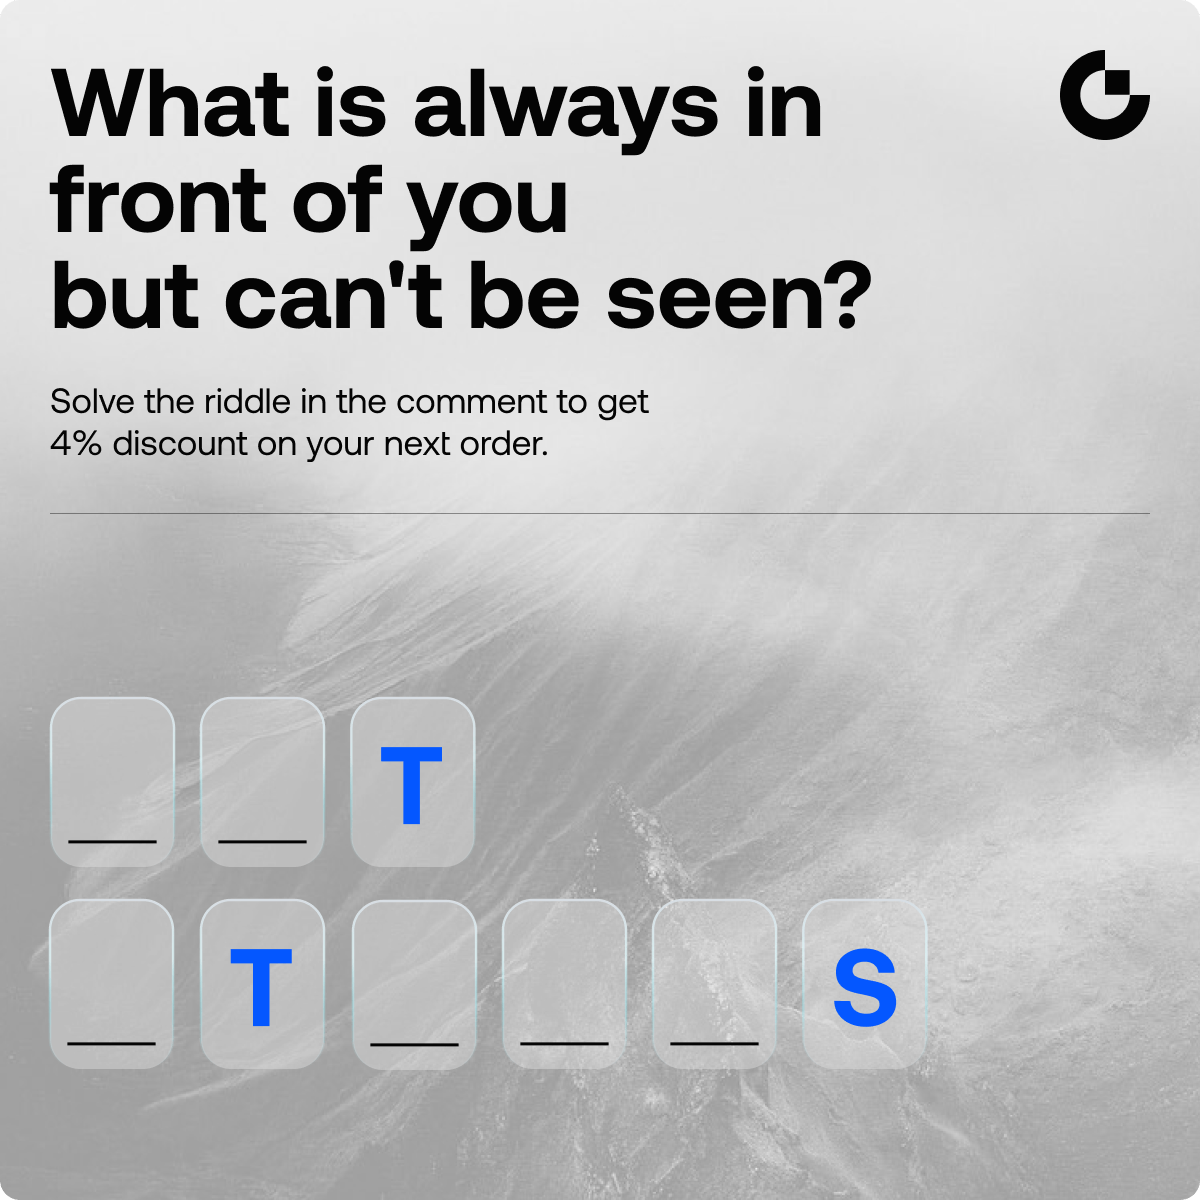 What is always in
front of you
but can't be seen?
Solve the riddle in the comment to get
4% discount on your next order.
_ _ T
_ T _ _ _ S